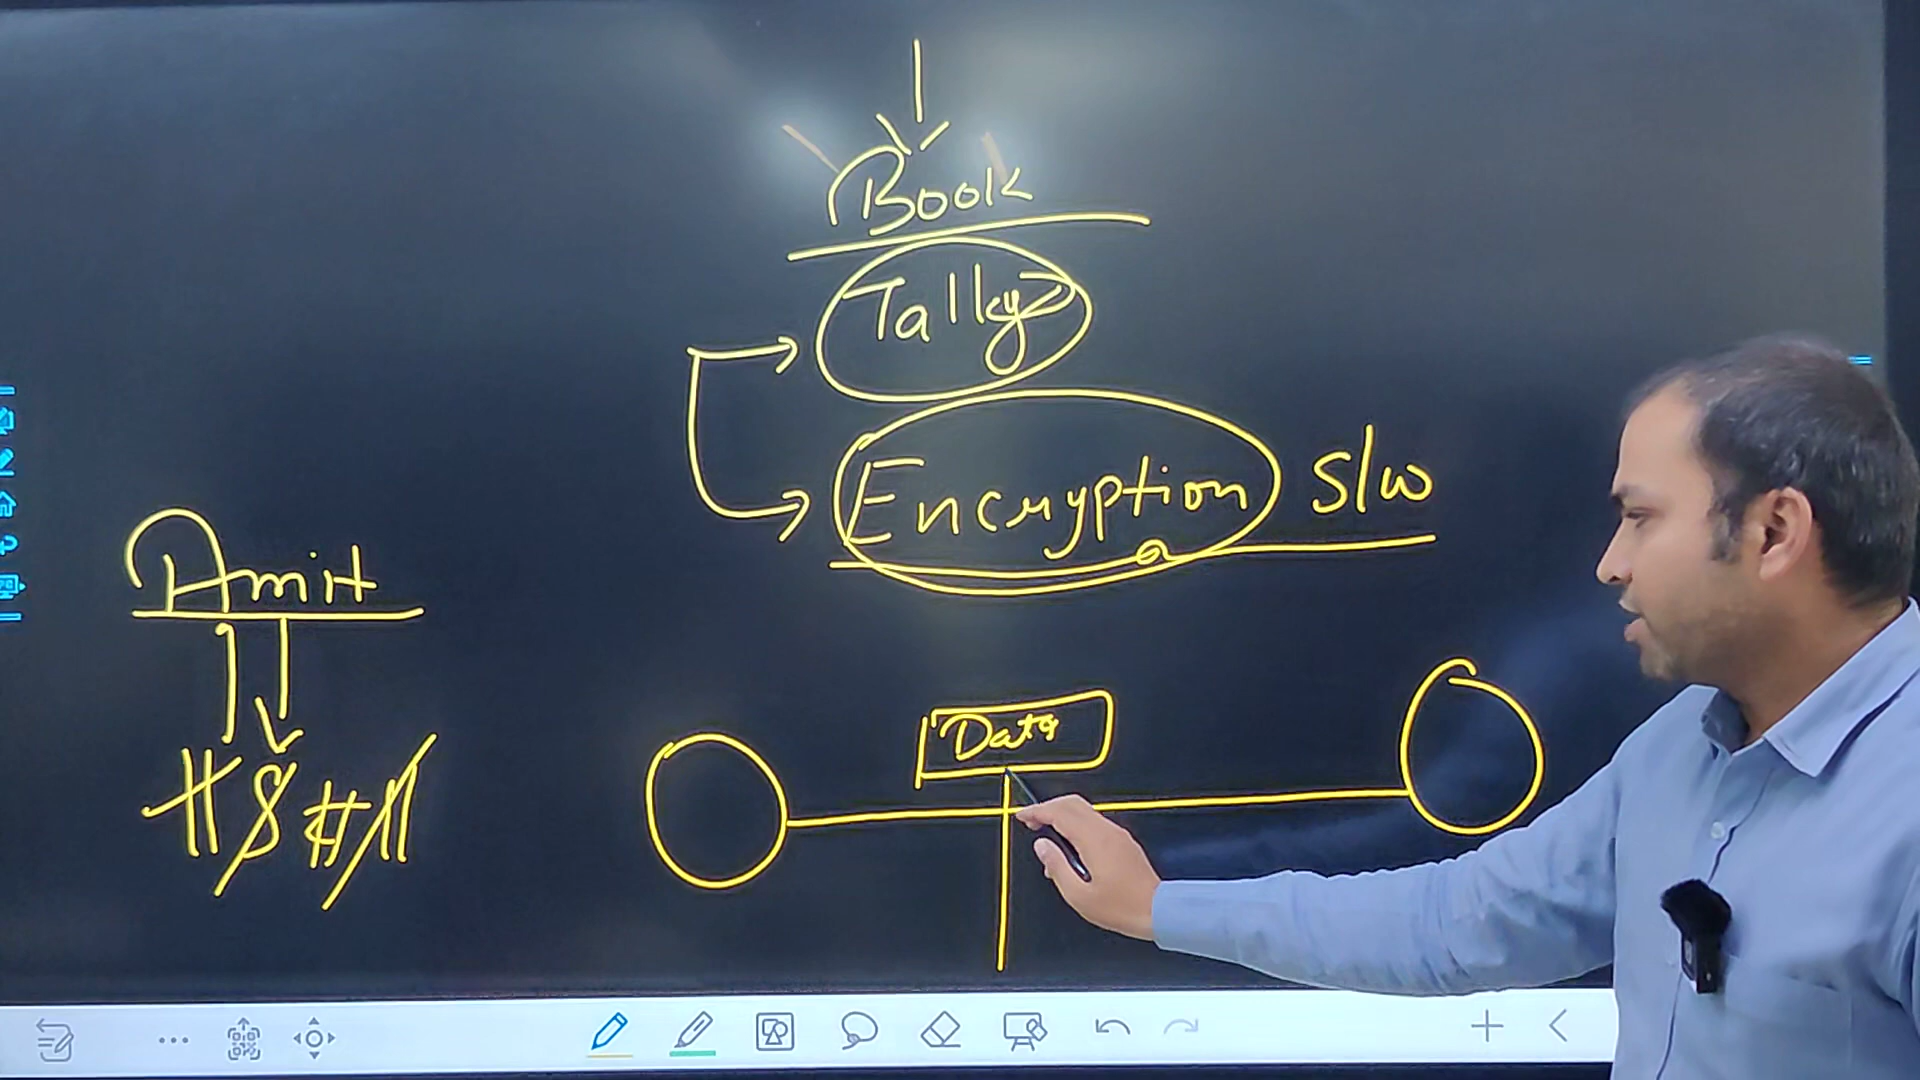 Book
Tally
Encryption S/W
Amit
#$#
Data